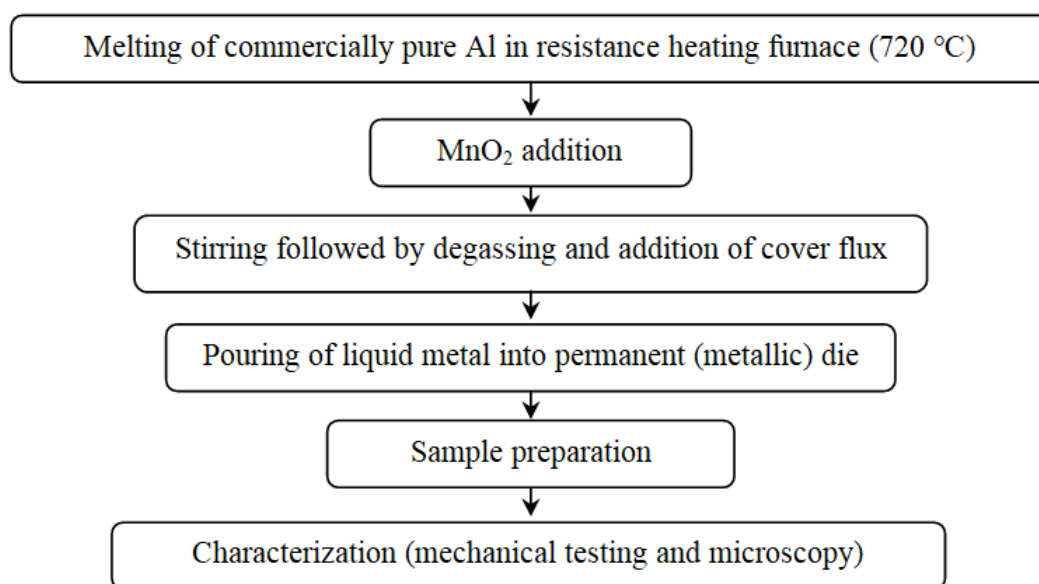 Melting of commercially pure Al in resistance heating furnace (720 °C)
MnO₂ addition
Stirring followed by degassing and addition of cover flux
Pouring of liquid metal into permanent (metallic) die
Sample preparation
Characterization (mechanical testing and microscopy)